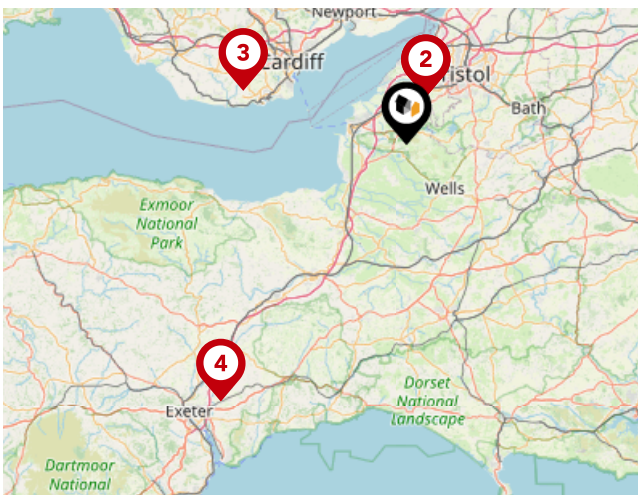 Newport
3
Cardiff
2
Bristol
Bath
Wells
Exmoor
National
Park
4
Exeter
Dorset
National
Landscape
Dartmoor
National